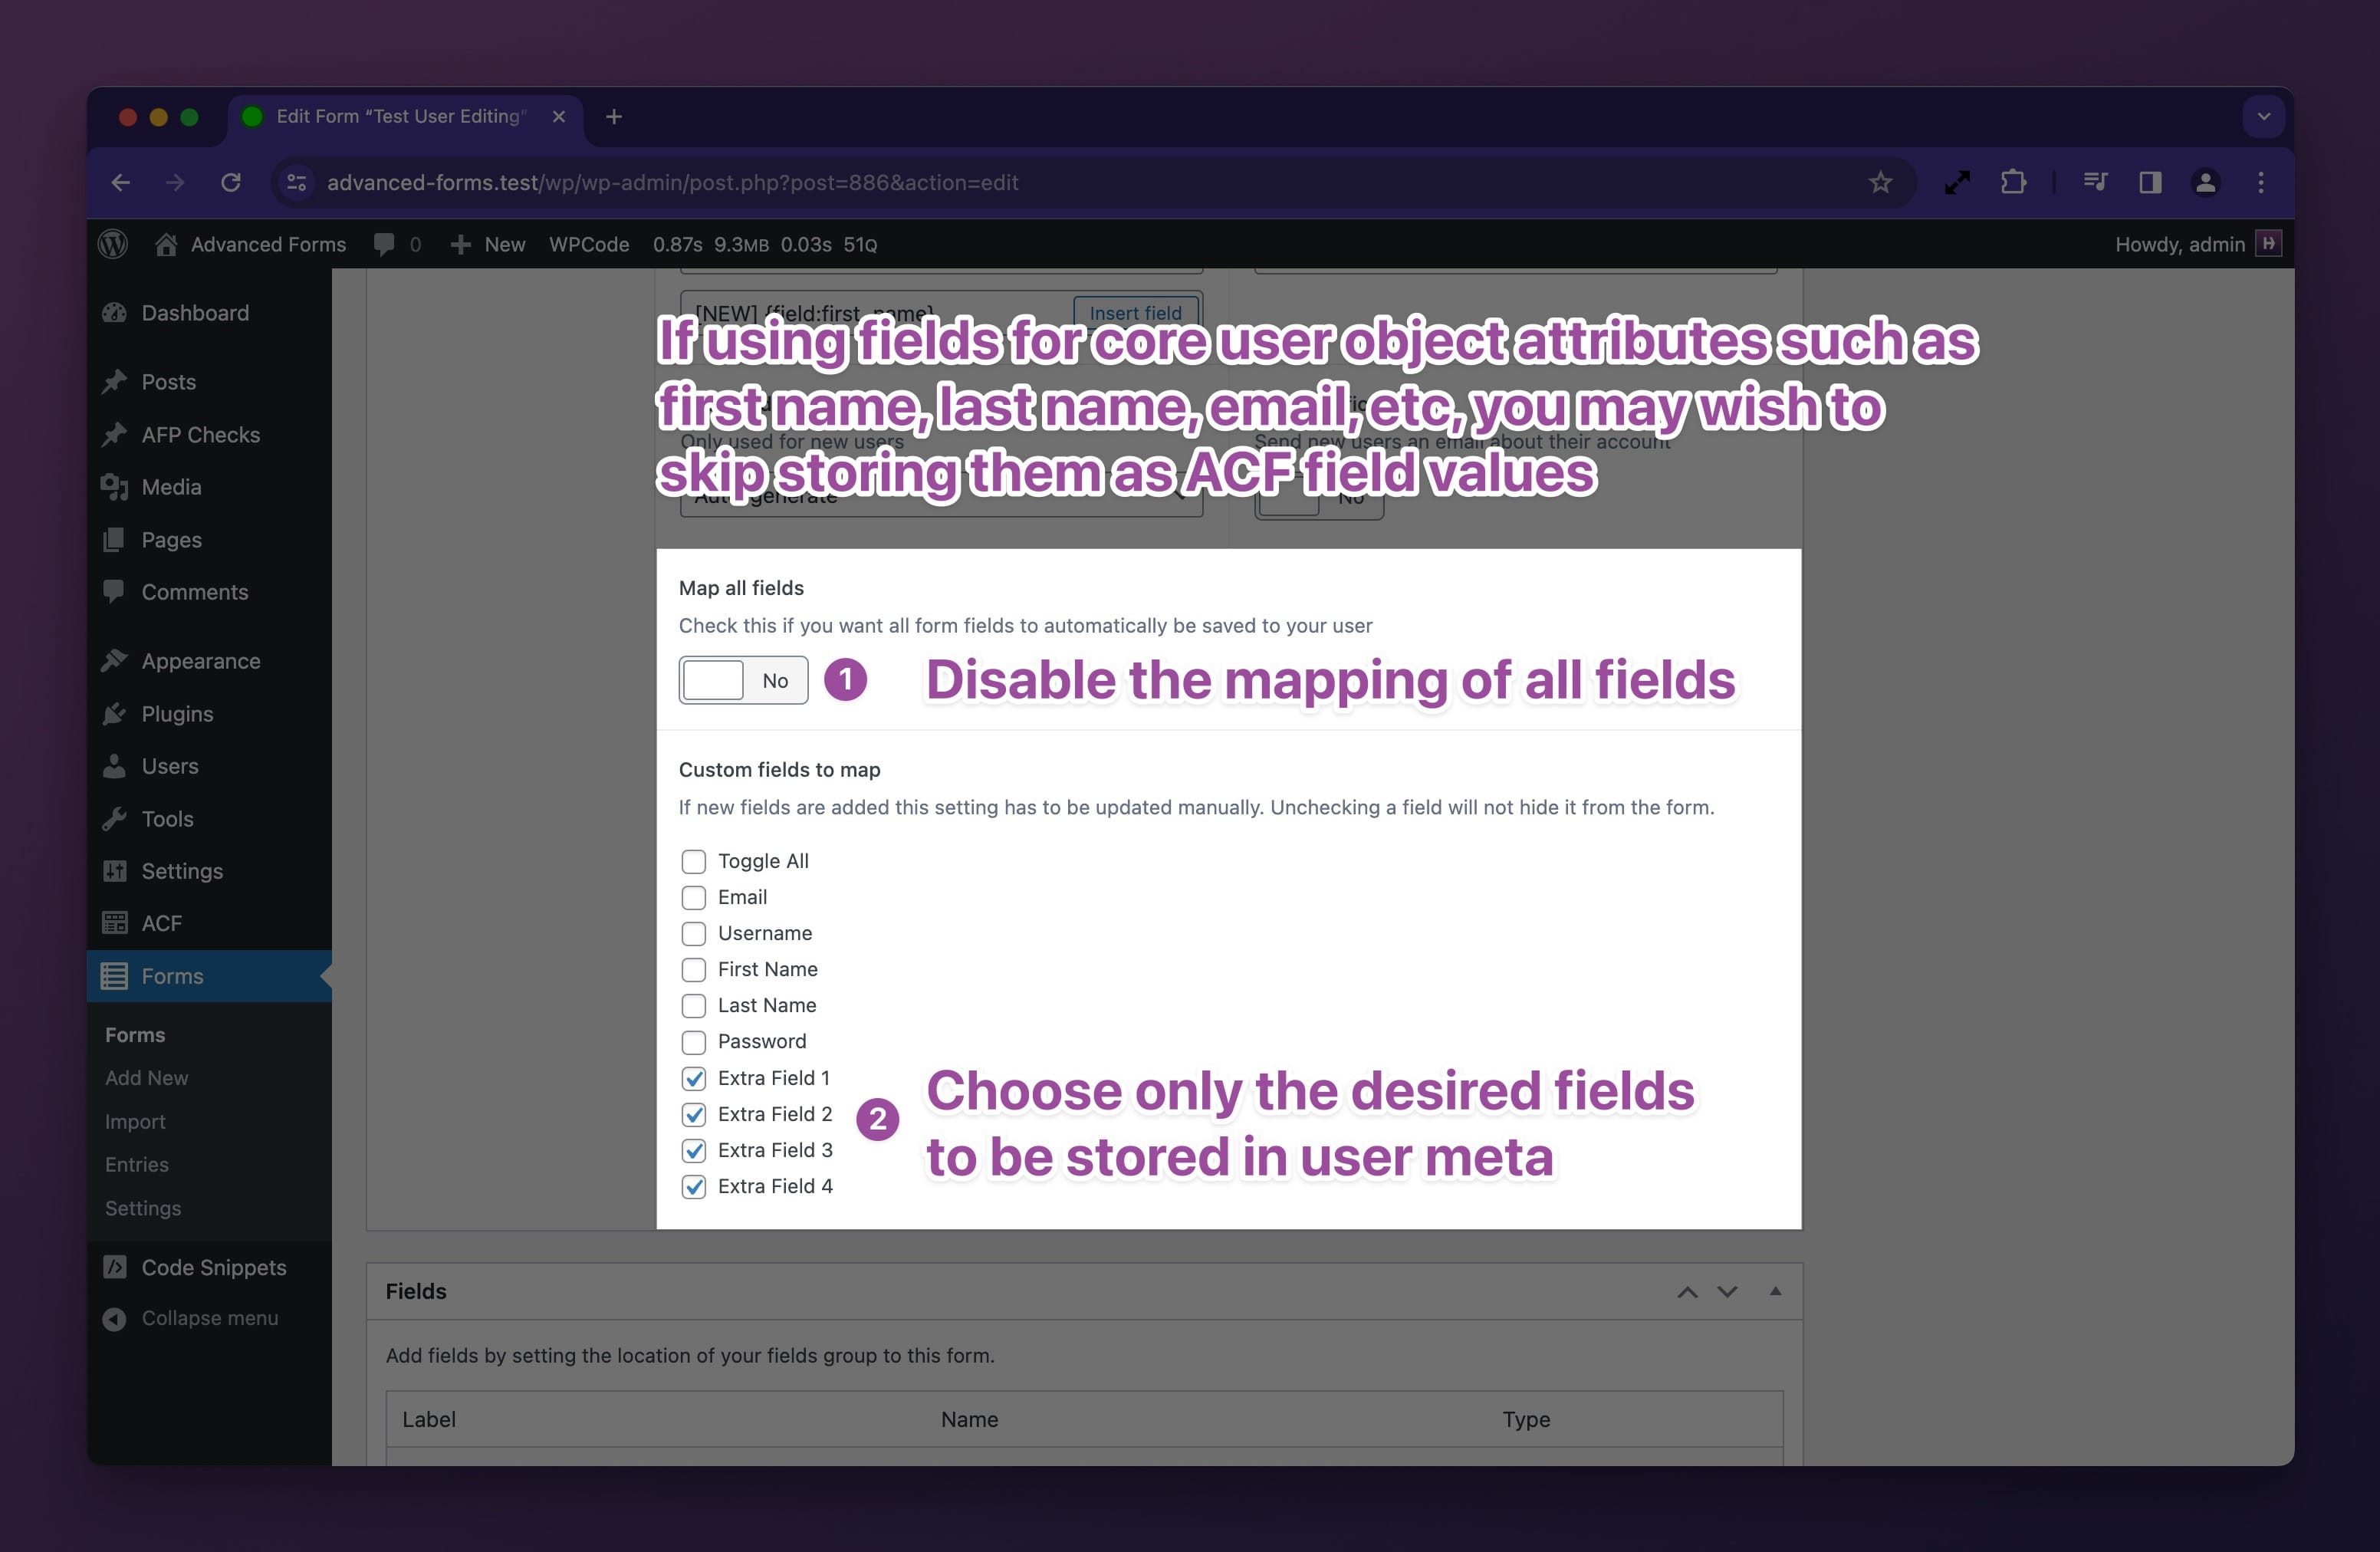 Edit Form “Test User Editing”
advanced-forms.test/wp/wp-admin/post.php?post=886&action=edit
Advanced Forms 0 New WPCode 0.87s 9.3MB 0.03s 51Q Howdy, admin
Dashboard
Posts
AFP Checks
Media
Pages
Comments
Appearance
Plugins
Users
Tools
Settings
ACF
Forms
Forms
Add New
Import
Entries
Settings
Code Snippets
Collapse menu
[NEW] {field:first_name} Insert field
If using fields for core user object attributes such as
first name, last name, email, etc, you may wish to
Only used for new users Send new users an email about their account
skip storing them as ACF field values
No
Map all fields
Check this if you want all form fields to automatically be saved to your user
No 1 Disable the mapping of all fields
Custom fields to map
If new fields are added this setting has to be updated manually. Unchecking a field will not hide it from the form.
Toggle All
Email
Username
First Name
Last Name
Password
Extra Field 1
Extra Field 2
Extra Field 3
Extra Field 4
2 Choose only the desired fields
to be stored in user meta
Fields
Add fields by setting the location of your fields group to this form.
Label Name Type